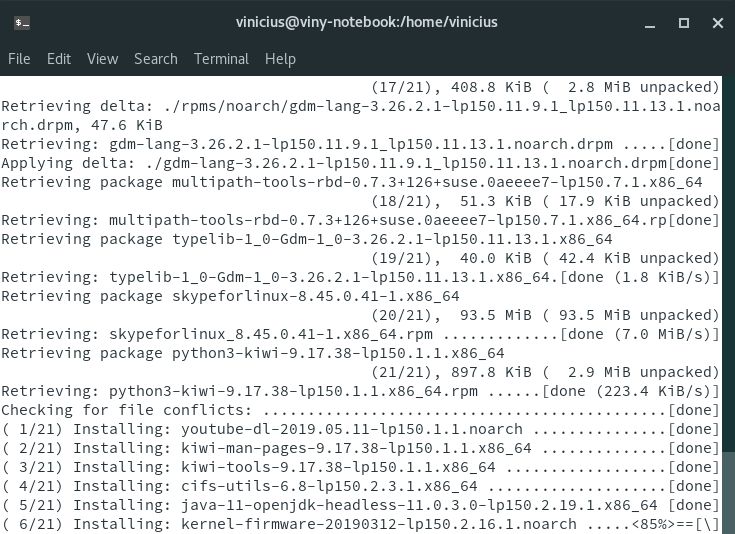 vinicius@viny-notebook:/home/vinicius
File Edit View Search Terminal Help
(17/21), 408.8 KiB (  2.8 MiB unpacked)
Retrieving delta: ./rpms/noarch/gdm-lang-3.26.2.1-lp150.11.9.1_lp150.11.13.1.noa
rch.drpm, 47.6 KiB
Retrieving: gdm-lang-3.26.2.1-lp150.11.9.1_lp150.11.13.1.noarch.drpm .....[done]
Applying delta: ./gdm-lang-3.26.2.1-lp150.11.9.1_lp150.11.13.1.noarch.drpm[done]
Retrieving package multipath-tools-rbd-0.7.3+126+suse.0aeeee7-lp150.7.1.x86_64
(18/21),  51.3 KiB ( 17.9 KiB unpacked)
Retrieving: multipath-tools-rbd-0.7.3+126+suse.0aeeee7-lp150.7.1.x86_64.rp[done]
Retrieving package typelib-1_0-Gdm-1_0-3.26.2.1-lp150.11.13.1.x86_64
(19/21),  40.0 KiB ( 42.4 KiB unpacked)
Retrieving: typelib-1_0-Gdm-1_0-3.26.2.1-lp150.11.13.1.x86_64.[done (1.8 KiB/s)]
Retrieving package skypeforlinux-8.45.0.41-1.x86_64
(20/21),  93.5 MiB ( 93.5 MiB unpacked)
Retrieving: skypeforlinux_8.45.0.41-1.x86_64.rpm .............[done (7.0 MiB/s)]
Retrieving package python3-kiwi-9.17.38-lp150.1.1.x86_64
(21/21), 897.8 KiB (  2.9 MiB unpacked)
Retrieving: python3-kiwi-9.17.38-lp150.1.1.x86_64.rpm ......[done (223.4 KiB/s)]
Checking for file conflicts: .............................................[done]
( 1/21) Installing: youtube-dl-2019.05.11-lp150.1.1.noarch ...............[done]
( 2/21) Installing: kiwi-man-pages-9.17.38-lp150.1.1.x86_64 ..............[done]
( 3/21) Installing: kiwi-tools-9.17.38-lp150.1.1.x86_64 ..................[done]
( 4/21) Installing: cifs-utils-6.8-lp150.2.3.1.x86_64 ....................[done]
( 5/21) Installing: java-11-openjdk-headless-11.0.3.0-lp150.2.19.1.x86_64 [done]
( 6/21) Installing: kernel-firmware-20190312-lp150.2.16.1.noarch .....<85%>==[\]